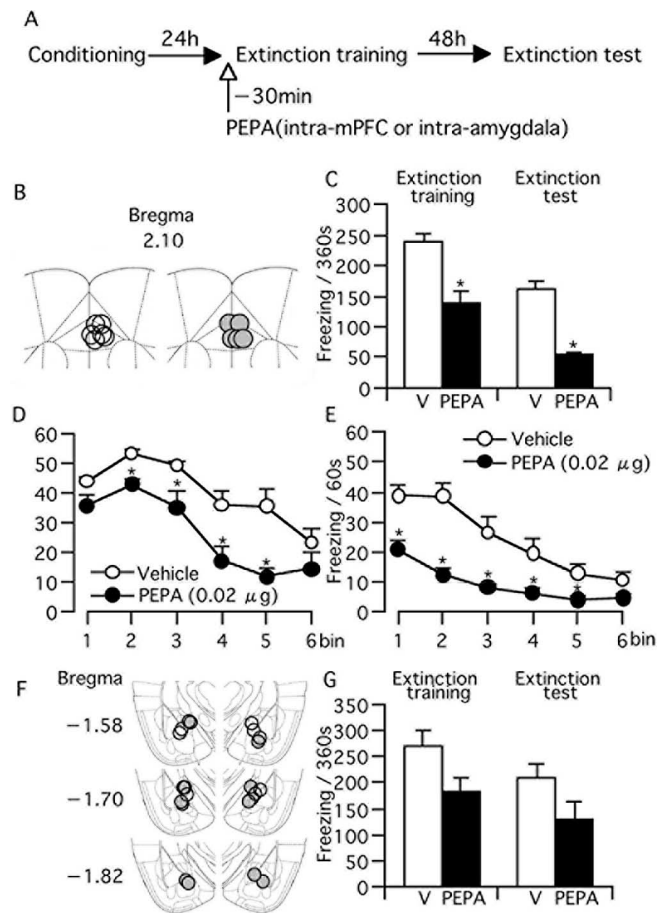 A
Conditioning 24h Extinction training 48h Extinction test
−30min
PEPA(intra-mPFC or intra-amygdala)
B
Bregma
2.10
C
Extinction training
Extinction test
Freezing / 360s
300
250
200
150
100
50
0
*
*
V PEPA V PEPA
D
60
50
40
30
20
10
0
* * * *
Vehicle
PEPA (0.02 μg)
1 2 3 4 5 6 bin
E
Freezing / 60s
60
50
40
30
20
10
0
Vehicle
PEPA (0.02 μg)
* * * * *
1 2 3 4 5 6 bin
F
Bregma
−1.58
−1.70
−1.82
G
Extinction training
Extinction test
Freezing / 360s
350
300
250
200
150
100
50
0
V PEPA V PEPA